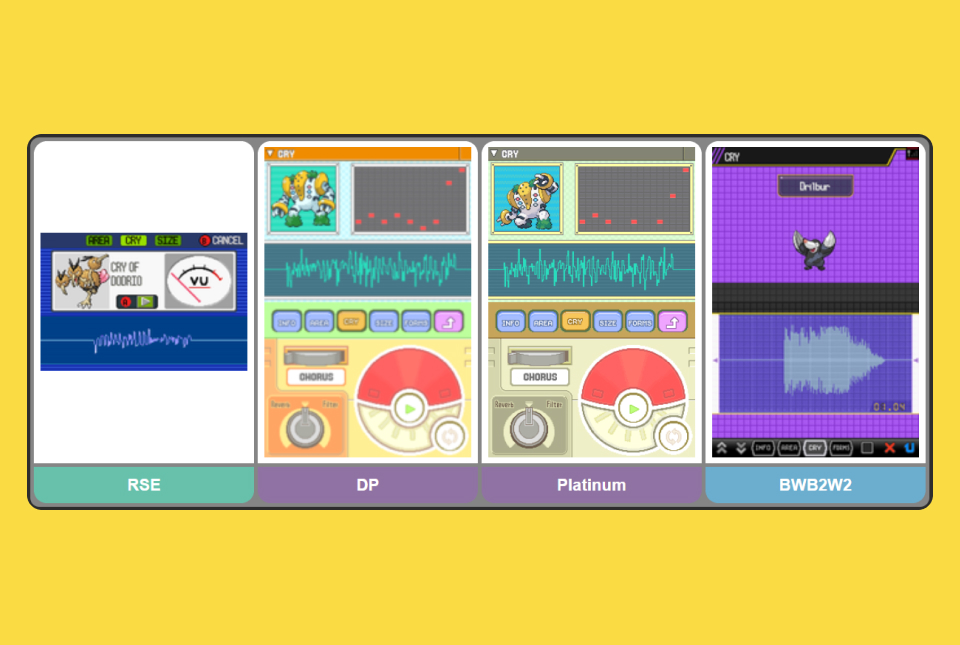 AREA CRY SIZE CANCEL
CRY OF
DODRIO
VU
RSE
CRY
INFO AREA CRY SIZE FORMS
CHORUS
Reverb Filter
DP
CRY
INFO AREA CRY SIZE FORMS
CHORUS
Reverb Filter
Platinum
CRY
Drilbur
01.04
INFO AREA CRY FORMS
BWB2W2